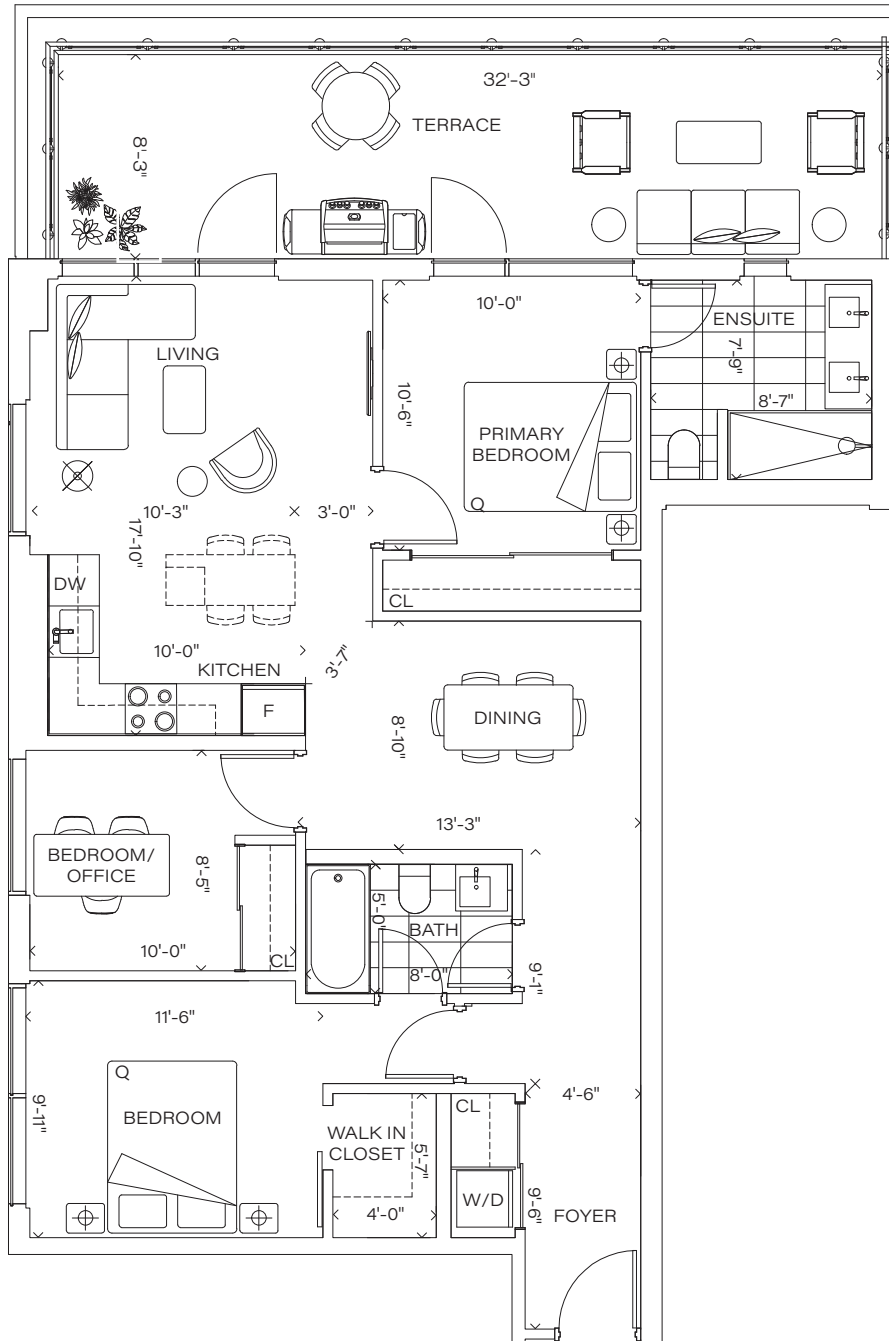 32'-3"
TERRACE
8'-3"
10'-0"
ENSUITE
7'-9"
8'-7"
LIVING
10'-6"
PRIMARY
BEDROOM
Q
10'-3"
3'-0"
17'-10"
DW
CL
10'-0"
KITCHEN
3'-7"
F
DINING
8'-10"
13'-3"
BEDROOM/
OFFICE
8'-5"
10'-0"
CL
5'-0"
BATH
8'-0"
9'-1"
11'-6"
Q
9'-11"
BEDROOM
WALK IN
CLOSET
5'-7"
4'-0"
CL
4'-6"
W/D
9'-6"
FOYER